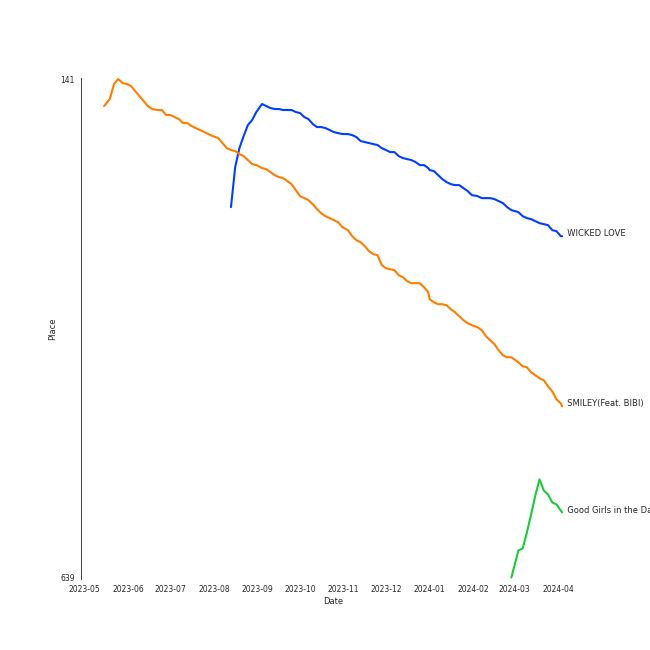 141
WICKED LOVE
Place
SMILEY(Feat. BIBI)
Good Girls in the Da
639
2023-05 2023-06 2023-07 2023-08 2023-09 2023-10 2023-11 2023-12 2024-01 2024-02 2024-03 2024-04
Date